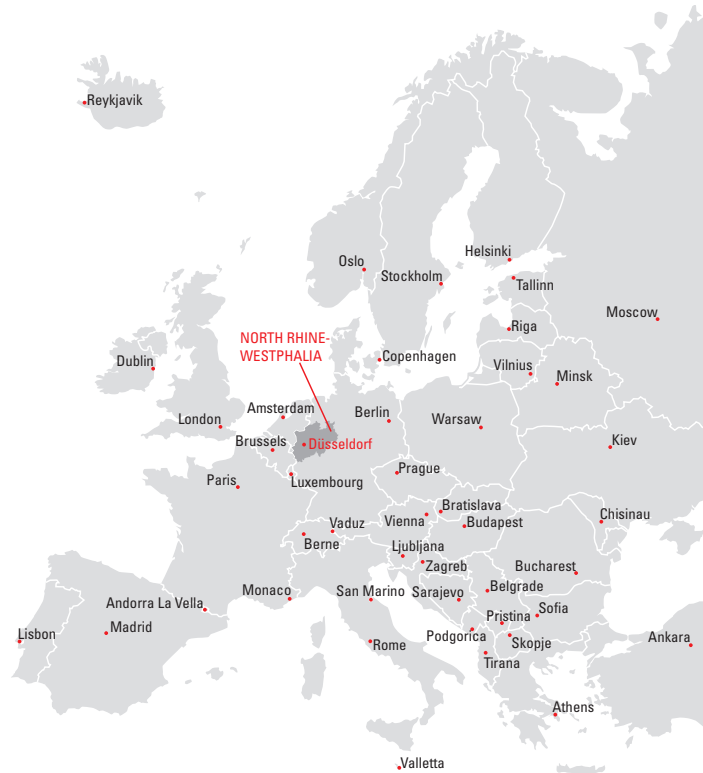 Reykjavik
Helsinki
Oslo
Stockholm
Tallinn
Moscow
Riga
NORTH RHINE-
WESTPHALIA
Copenhagen
Dublin
Vilnius
Minsk
Amsterdam
Berlin
London
Warsaw
Brussels
Düsseldorf
Kiev
Prague
Paris
Luxembourg
Bratislava
Vienna
Budapest
Chisinau
Vaduz
Berne
Ljubljana
Zagreb
Bucharest
Monaco
San Marino
Sarajevo
Belgrade
Andorra La Vella
Pristina
Sofia
Lisbon
Madrid
Podgorica
Skopje
Ankara
Rome
Tirana
Athens
Valletta